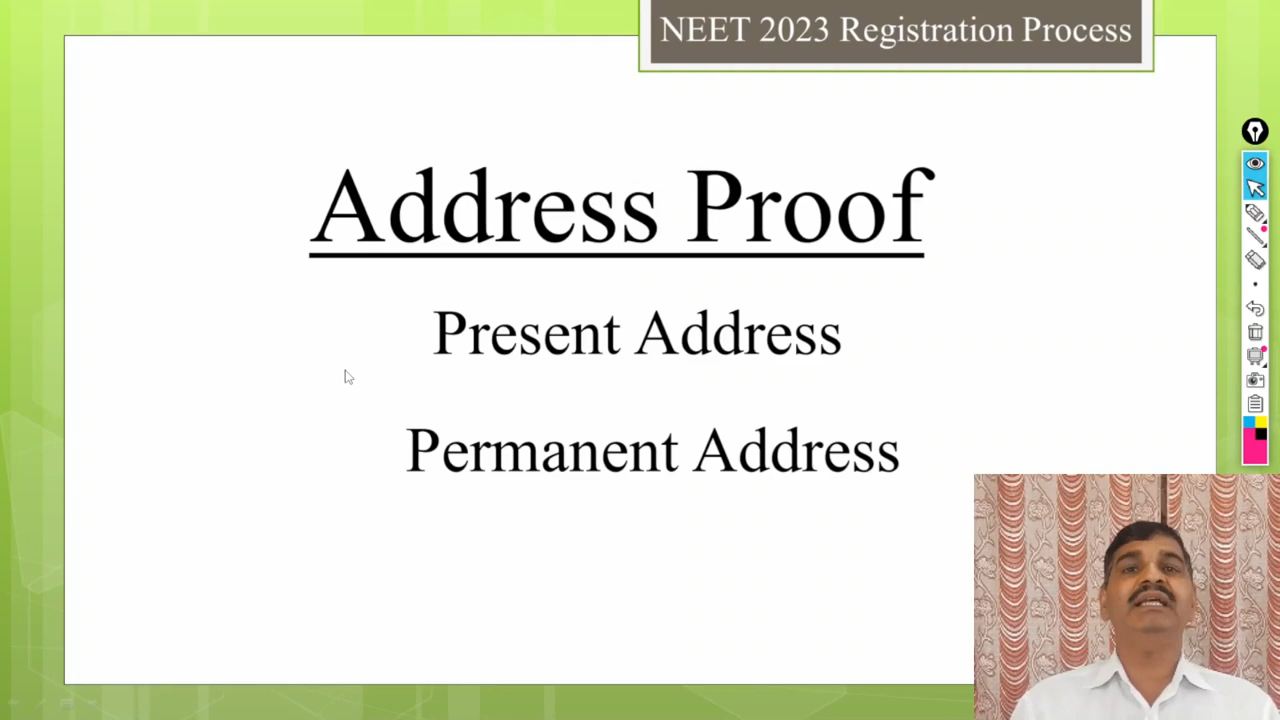 NEET 2023 Registration Process
Address Proof
Present Address
Permanent Address